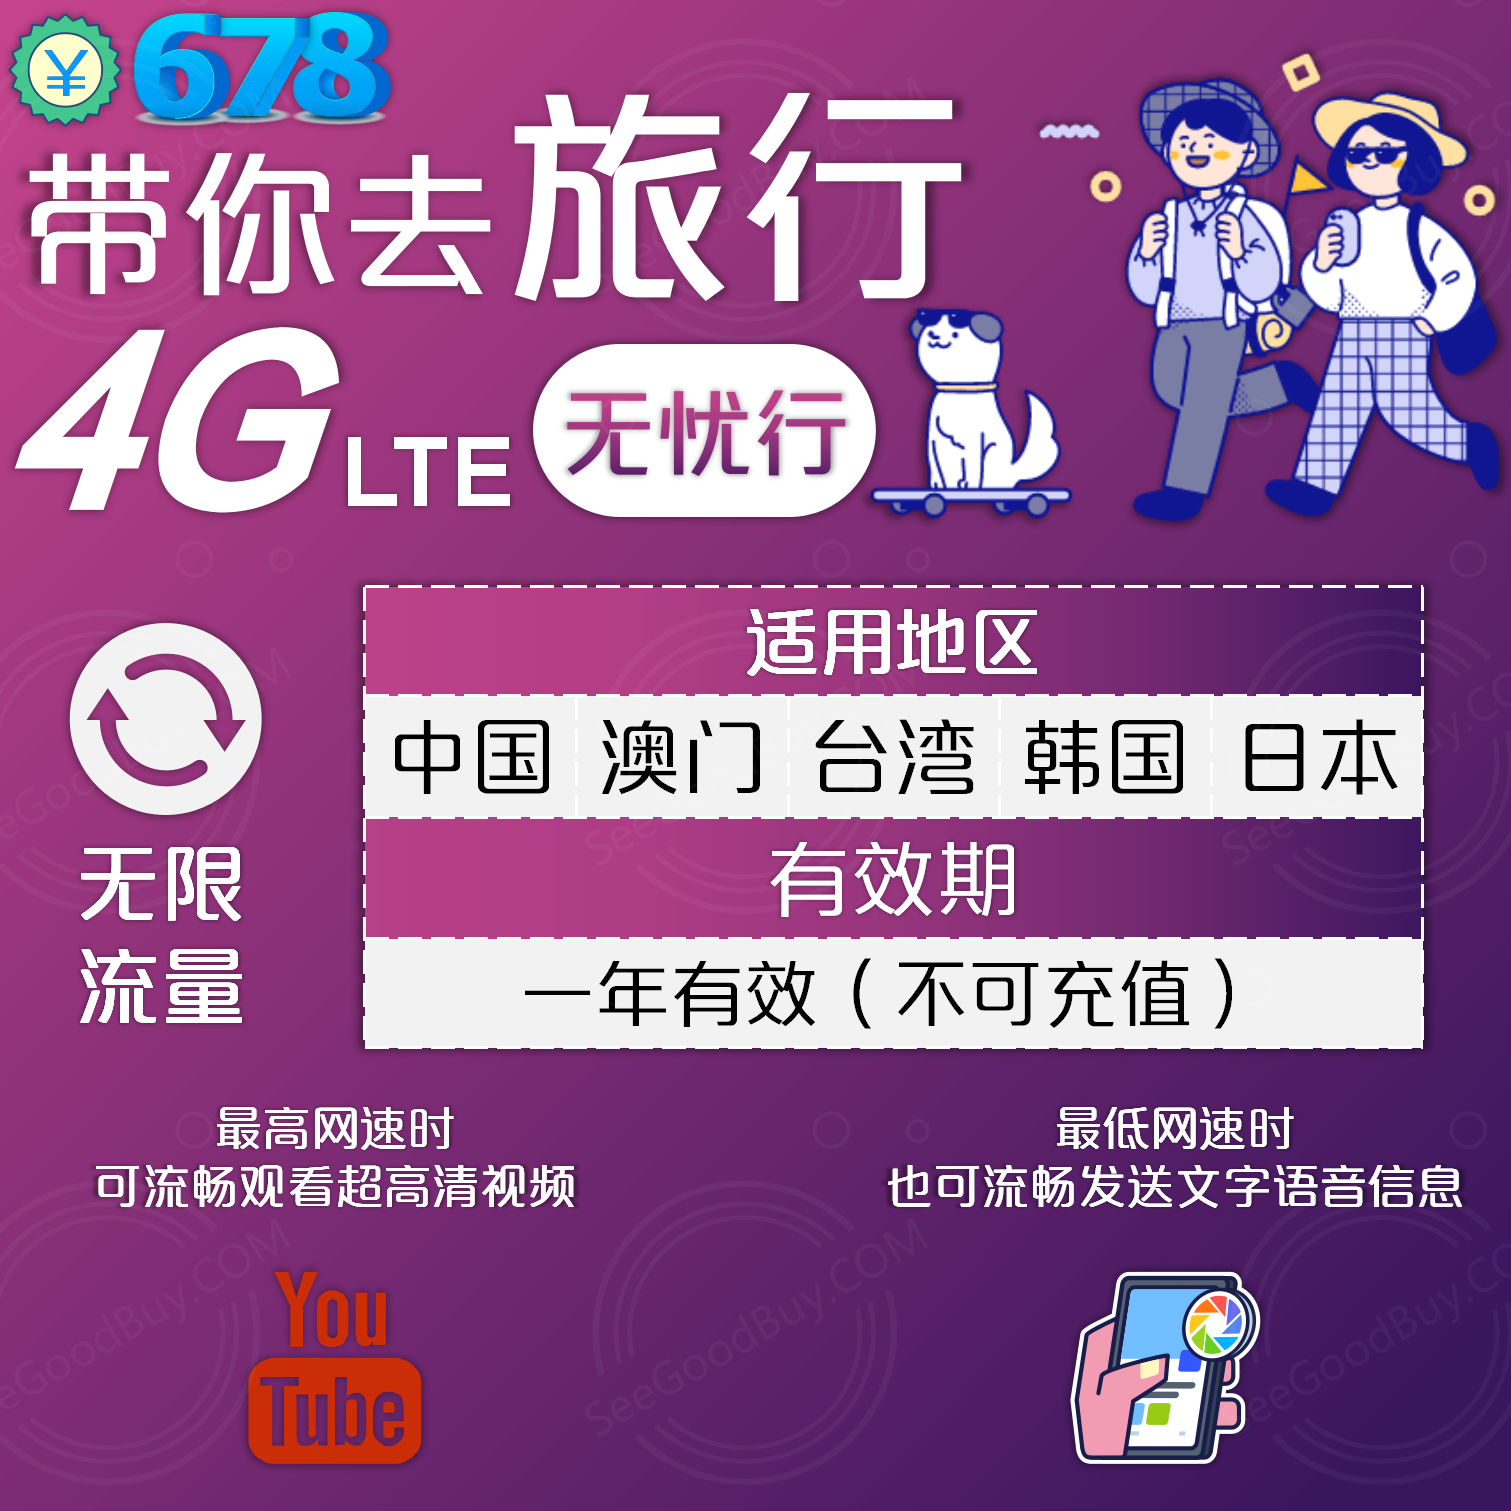 ¥678
带你去旅行
4G LTE 无忧行
适用地区
中国 澳门 台湾 韩国 日本
有效期
一年有效（不可充值）
无限
流量
最高网速时
可流畅观看超高清视频
最低网速时
也可流畅发送文字语音信息
You
Tube
SeeGoodBuy.COM